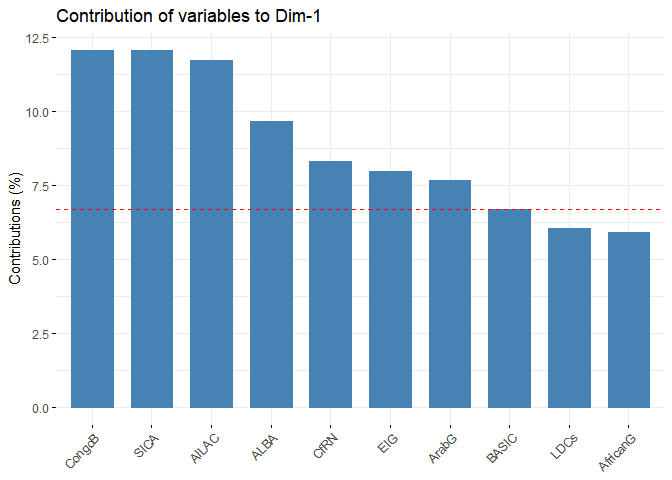 Contribution of variables to Dim-1
Contributions (%)
12.5
10.0
7.5
5.0
2.5
0.0
CongoB
SICA
AILAC
ALBA
CfRN
EIG
ArabG
BASIC
LDCs
AfricanG